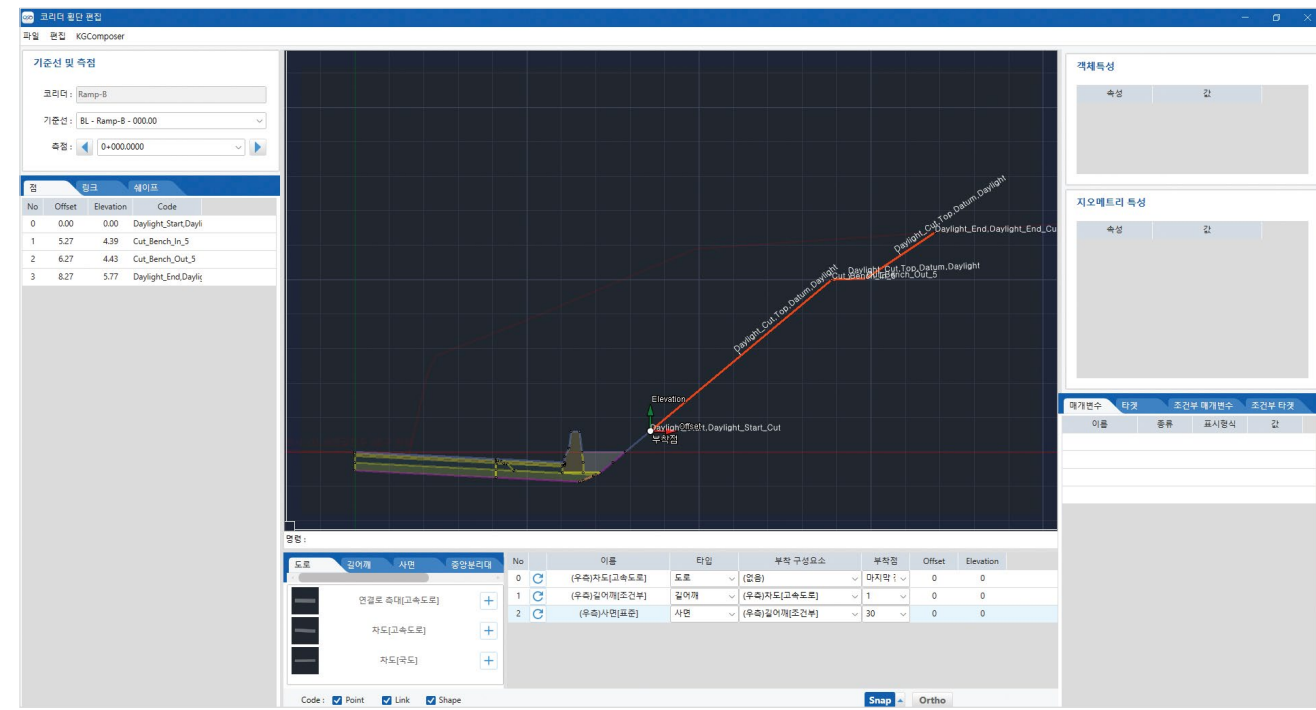 코리더 횡단 편집
파일 편집 KGComposer
기준선 및 측점
코리더 : Ramp-B
기준선 : BL - Ramp-B - 000.00
측점 : 0+000.0000
점 링크 쉐이프
No Offset Elevation Code
0 0.00 0.00 Daylight_Start,Dayli
1 5.27 4.39 Cut_Bench_In_5
2 6.27 4.43 Cut_Bench_Out_5
3 8.27 5.77 Daylight_End,Daylig
Daylight_Cut,Top,Datum,Daylight
Daylight_End,Daylight_End_Cu
Daylight_Cut,Top,Datum,Daylight
Daylight_Cut,Top,Datum,Daylight
Elevation
Offset
Daylight_Start,Daylight_Start_Cut
부착점
명령 :
도로 길어깨 사면 중앙분리대
연결로 측대[고속도로]
차도[고속도로]
차도[국도]
No 이름 타입 부착 구성요소 부착점 Offset Elevation
0 (우측)차도[고속도로] 도로 (없음) 마지막 0 0
1 (우측)길어깨[조건부] 길어깨 (우측)차도[고속도로] 1 0 0
2 (우측)사면[표준] 사면 (우측)길어깨[조건부] 30 0 0
Code : Point Link Shape
Snap Ortho
객체특성
속성 값
지오메트리 특성
속성 값
매개변수 타겟 조건부 매개변수 조건부 타겟
이름 종류 표시형식 값